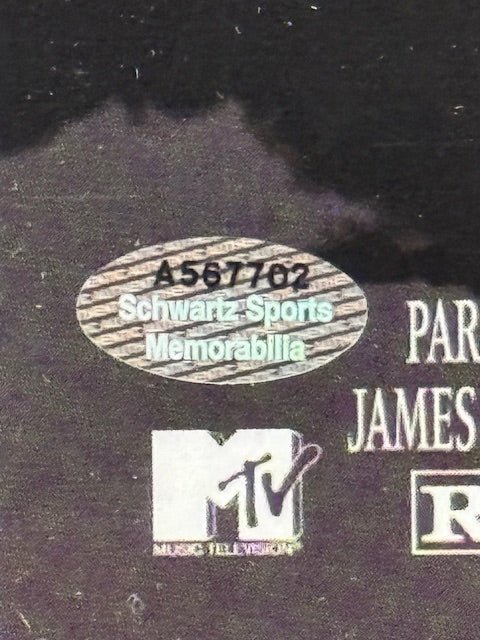 A567702
Schwartz Sports
Memorabilia
PAR
JAMES
MTV
MUSIC TELEVISION
R